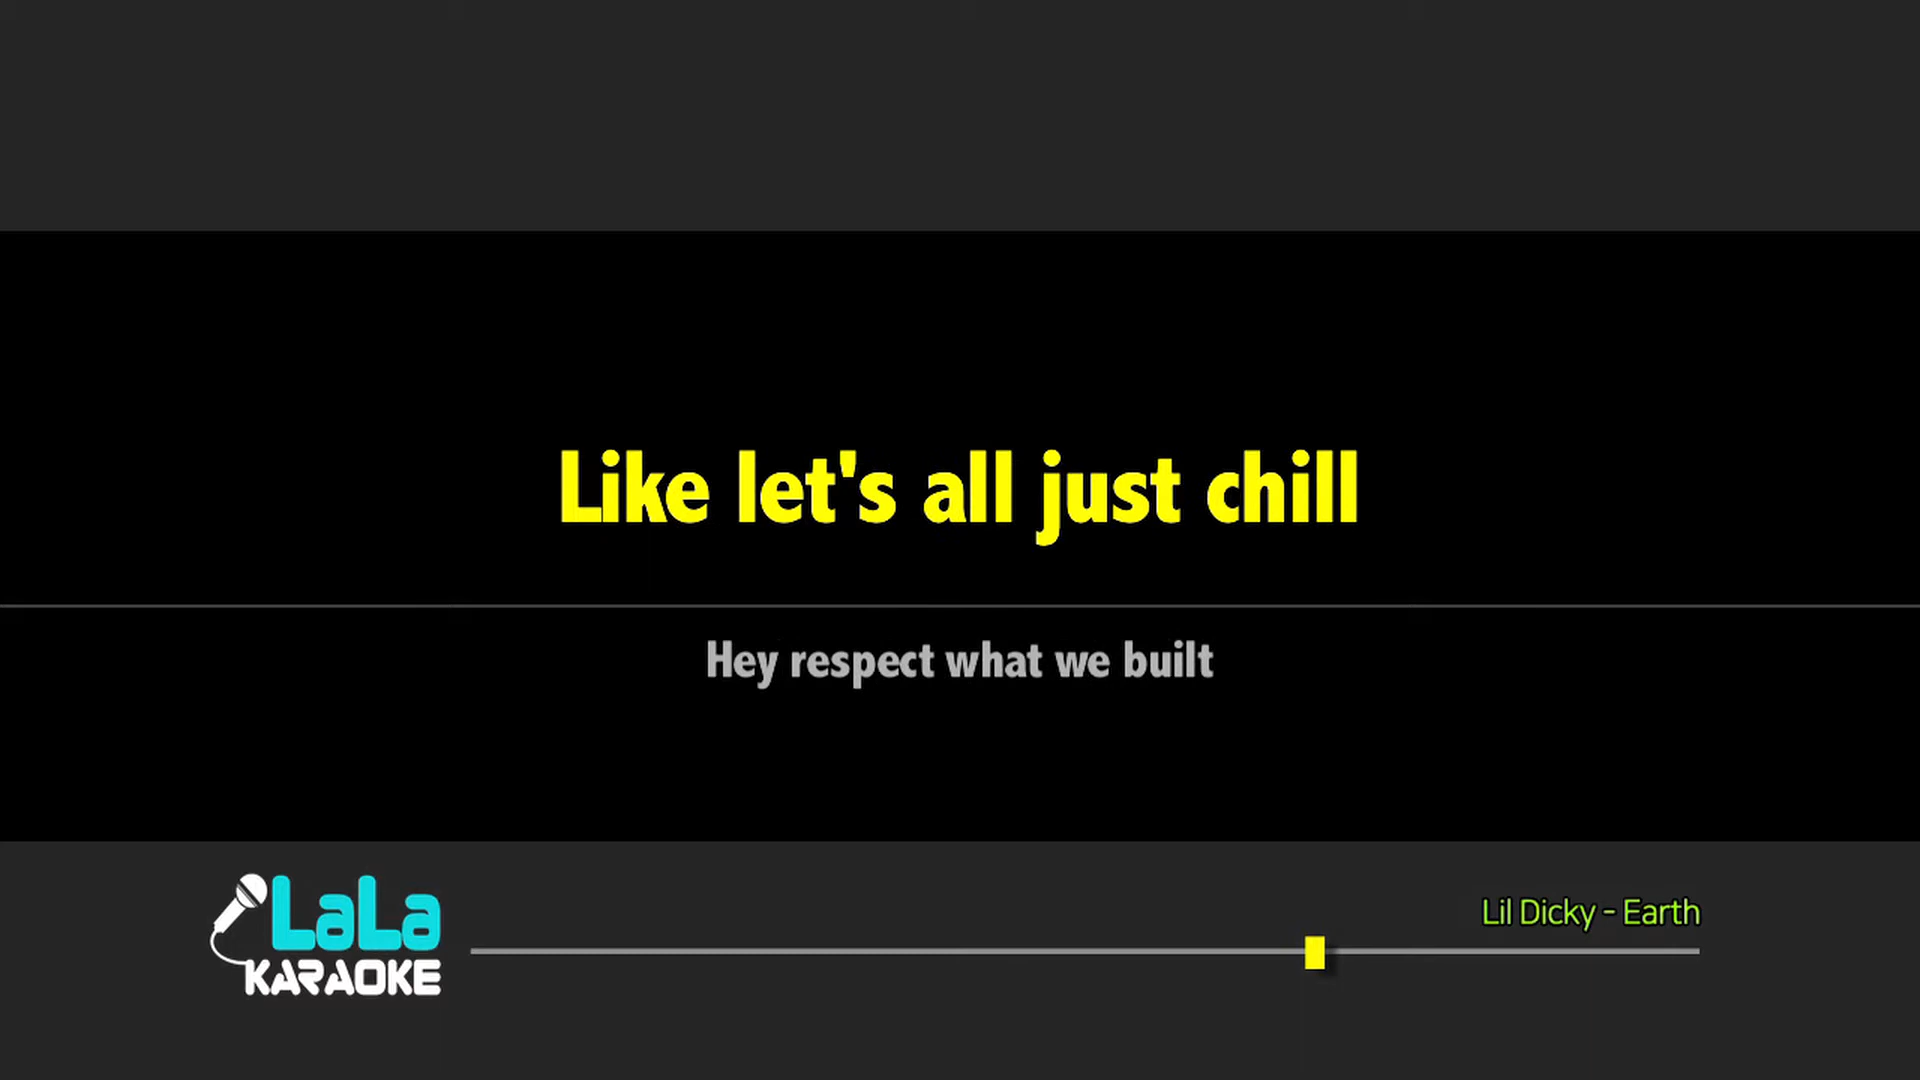 Like let's all just chill
Hey respect what we built
LaLa
KARAOKE
Lil Dicky - Earth